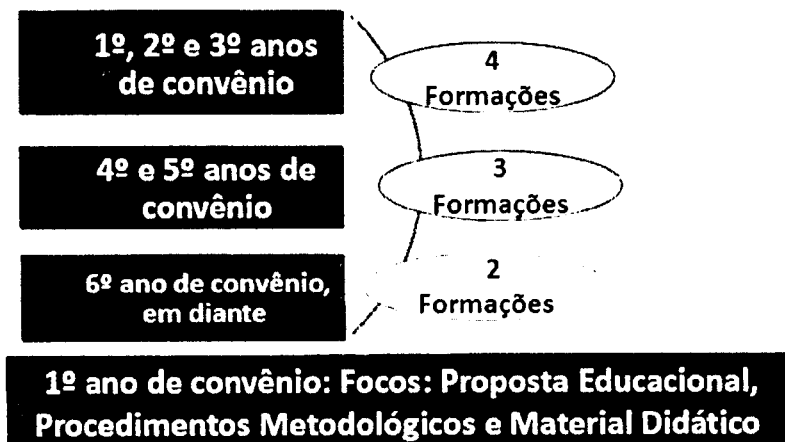 1º, 2º e 3º anos
de convênio
4
Formações
4º e 5º anos de
convênio
3
Formações
6º ano de convênio,
em diante
2
Formações
1º ano de convênio: Focos: Proposta Educacional,
Procedimentos Metodológicos e Material Didático